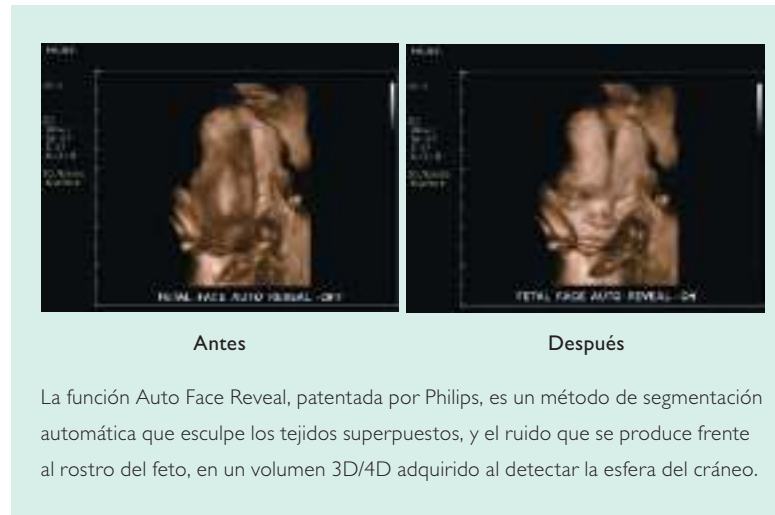 PHILIPS
FETAL FACE AUTO REVEAL -OFF
FETAL FACE AUTO REVEAL -ON
Antes
Después
La función Auto Face Reveal, patentada por Philips, es un método de segmentación
automática que esculpe los tejidos superpuestos, y el ruido que se produce frente
al rostro del feto, en un volumen 3D/4D adquirido al detectar la esfera del cráneo.